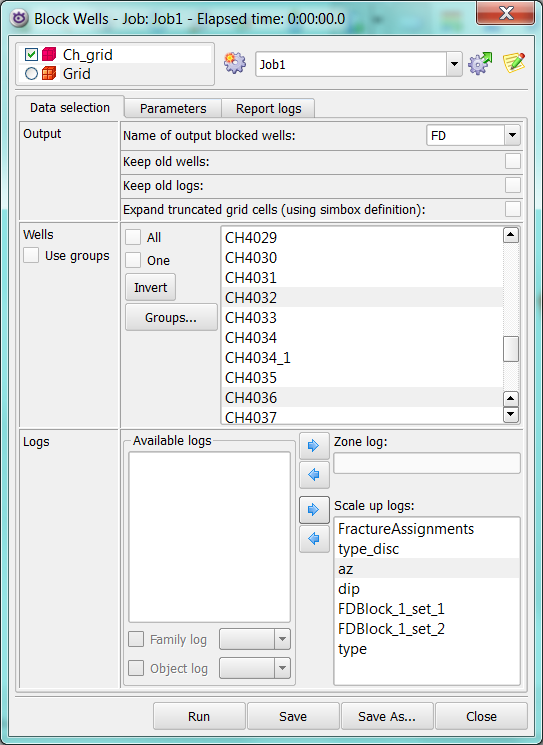 Block Wells - Job: Job1 - Elapsed time: 0:00:00.0
Ch_grid
Grid
Job1
Data selection
Parameters
Report logs
Output
Name of output blocked wells:
FD
Keep old wells:
Keep old logs:
Expand truncated grid cells (using simbox definition):
Wells
Use groups
All
One
Invert
Groups...
CH4029
CH4030
CH4031
CH4032
CH4033
CH4034
CH4034_1
CH4035
CH4036
CH4037
Logs
Available logs
Family log
Object log
Zone log:
Scale up logs:
FractureAssignments
type_disc
az
dip
FDBlock_1_set_1
FDBlock_1_set_2
type
Run
Save
Save As...
Close